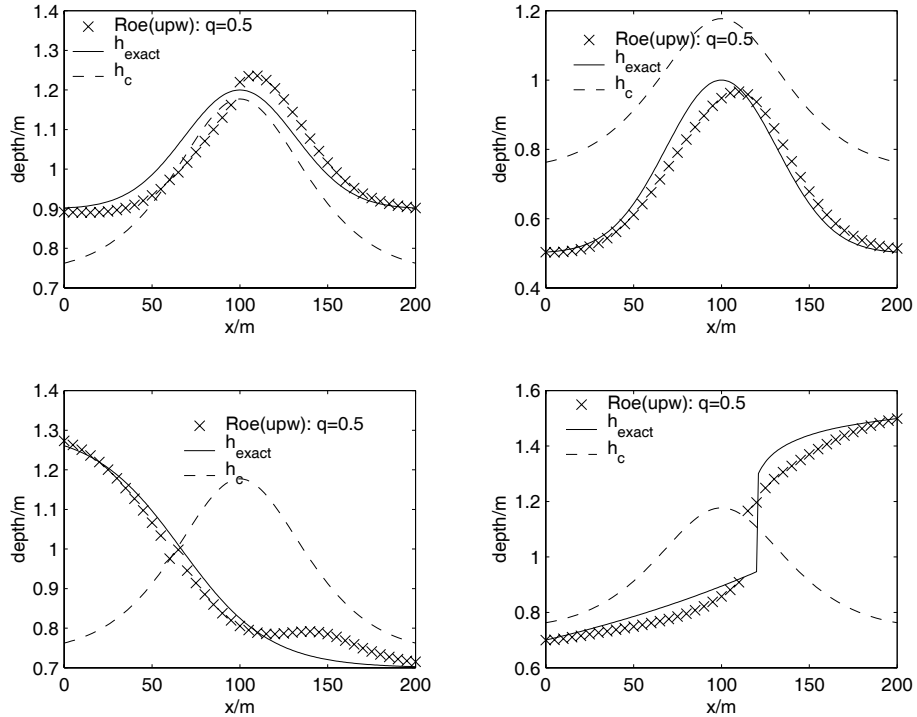 1.4
1.3
1.2
1.1
1
0.9
0.8
0.7
depth/m
Roe(upw): q=0.5
h_exact
h_c
0 50 100 150 200
x/m
1.2
1
0.8
0.6
0.4
depth/m
Roe(upw): q=0.5
h_exact
h_c
0 50 100 150 200
x/m
1.4
1.3
1.2
1.1
1
0.9
0.8
0.7
depth/m
Roe(upw): q=0.5
h_exact
h_c
0 50 100 150 200
x/m
1.6
1.4
1.2
1
0.8
0.6
depth/m
Roe(upw): q=0.5
h_exact
h_c
0 50 100 150 200
x/m